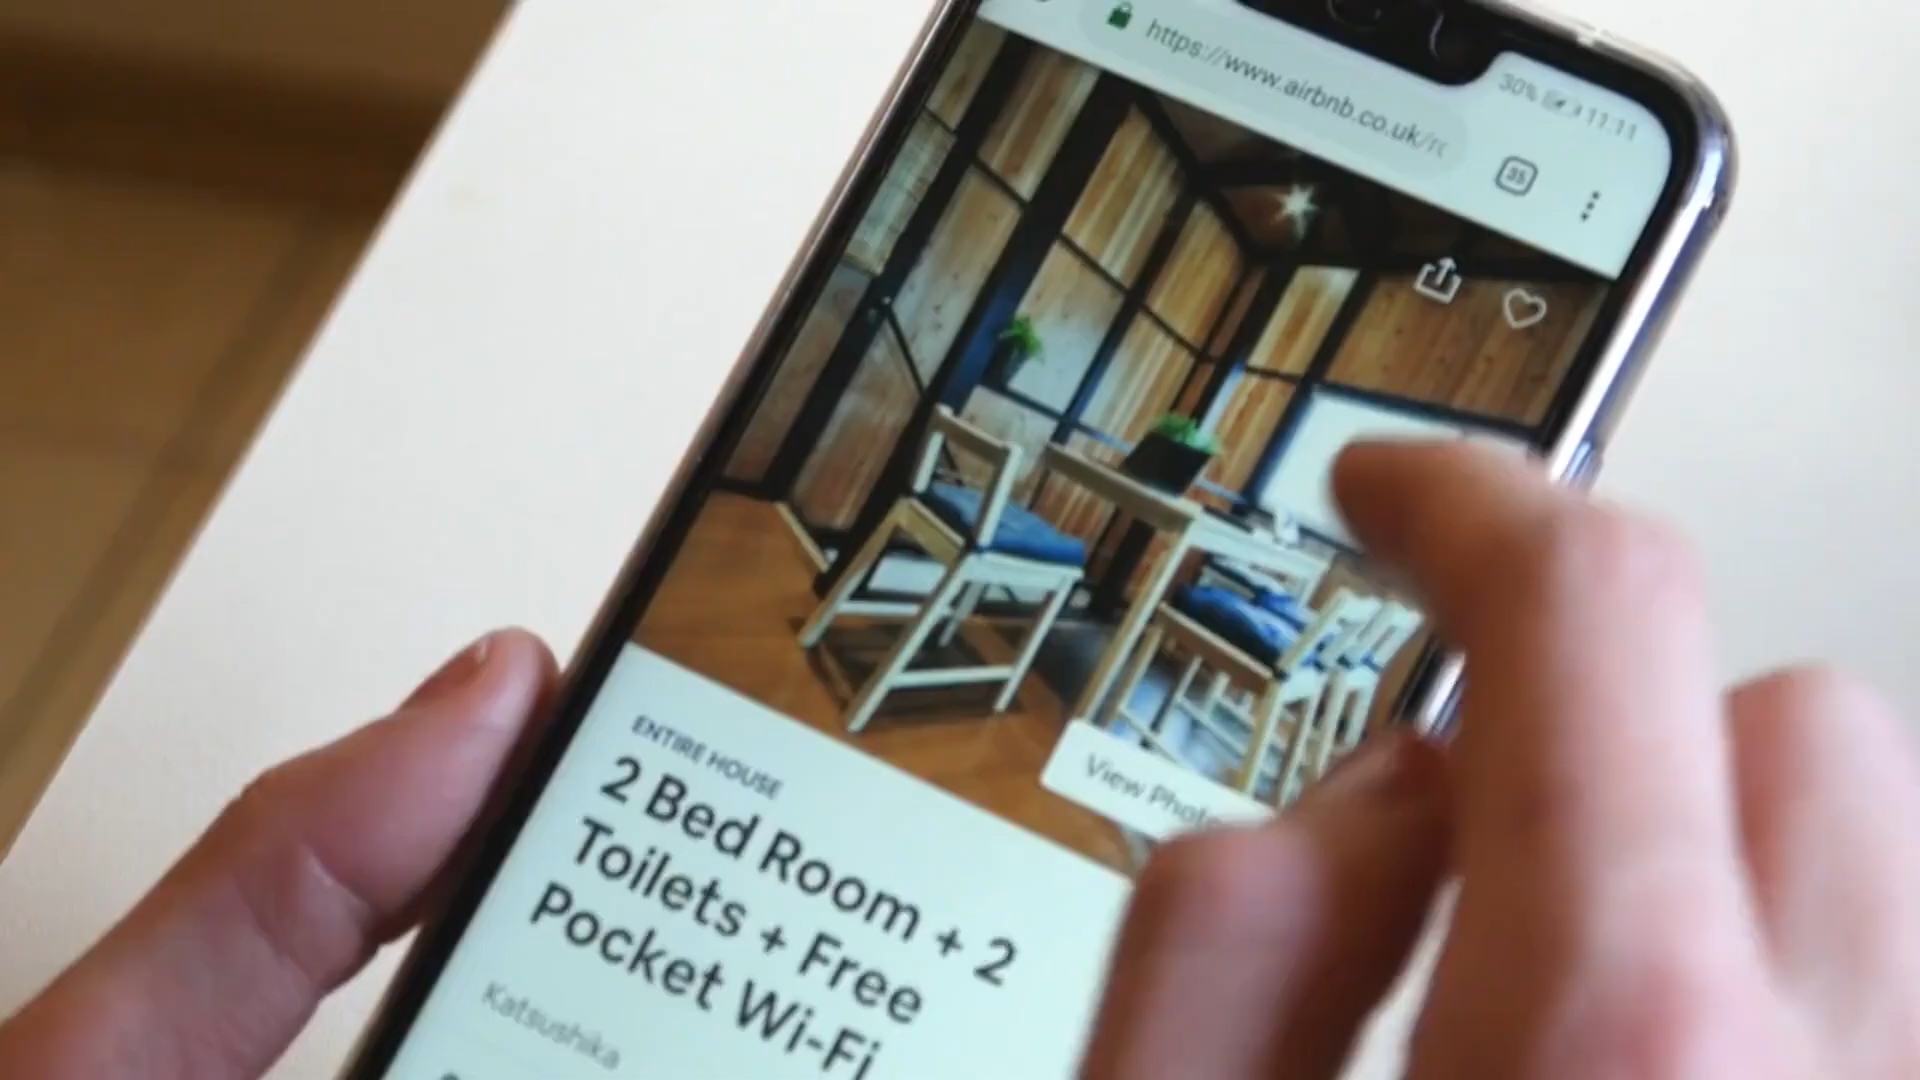 30% 11:11
https://www.airbnb.co.uk/r
35
View Photo
ENTIRE HOUSE
2 Bed Room + 2
Toilets + Free
Pocket Wi-Fi
Katsushika